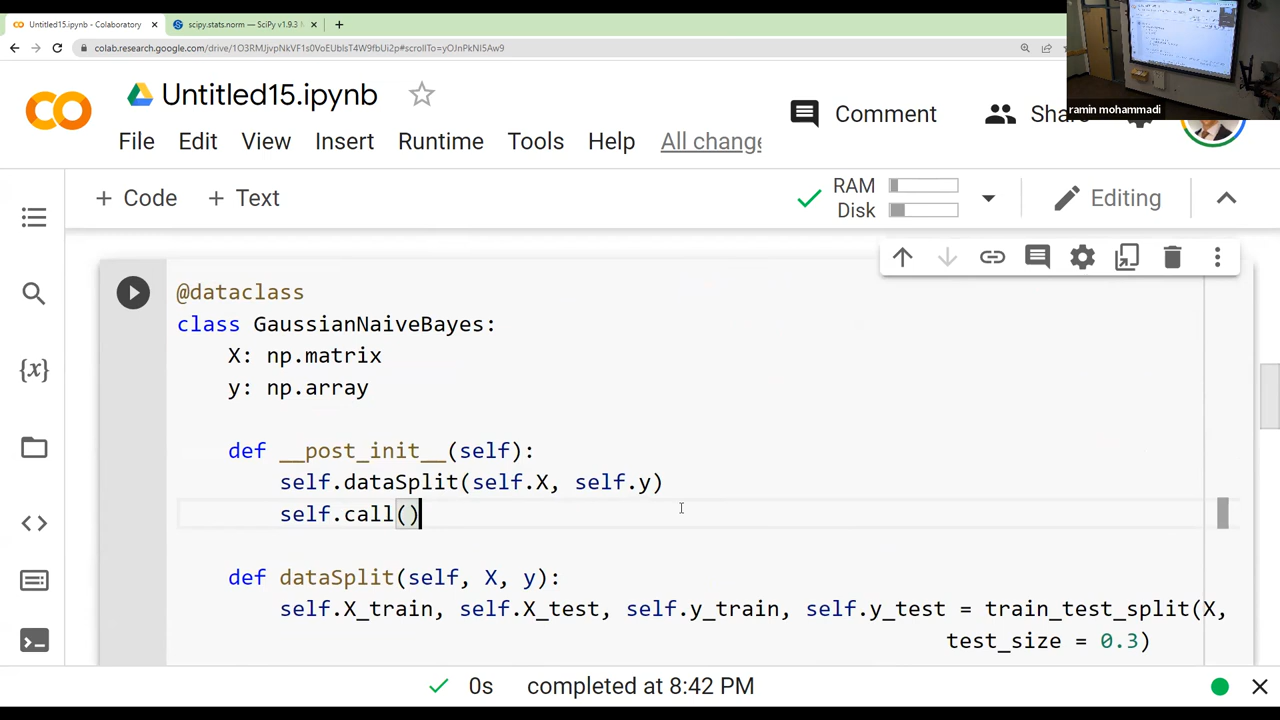 Untitled15.ipynb - Colaboratory
scipy.stats.norm — SciPy v1.9.3
colab.research.google.com/drive/1O3RMJjvpNkVF1s0VoEUblsT4W9fbUi2p#scrollTo=yOJnPkNI5Aw9
ramin mohammadi
Untitled15.ipynb
Comment
File Edit View Insert Runtime Tools Help All change
+ Code + Text
RAM
Disk
Editing
@dataclass
class GaussianNaiveBayes:
X: np.matrix
y: np.array
def __post_init__(self):
self.dataSplit(self.X, self.y)
self.call()
def dataSplit(self, X, y):
self.X_train, self.X_test, self.y_train, self.y_test = train_test_split(X,
test_size = 0.3)
{x}
0s completed at 8:42 PM